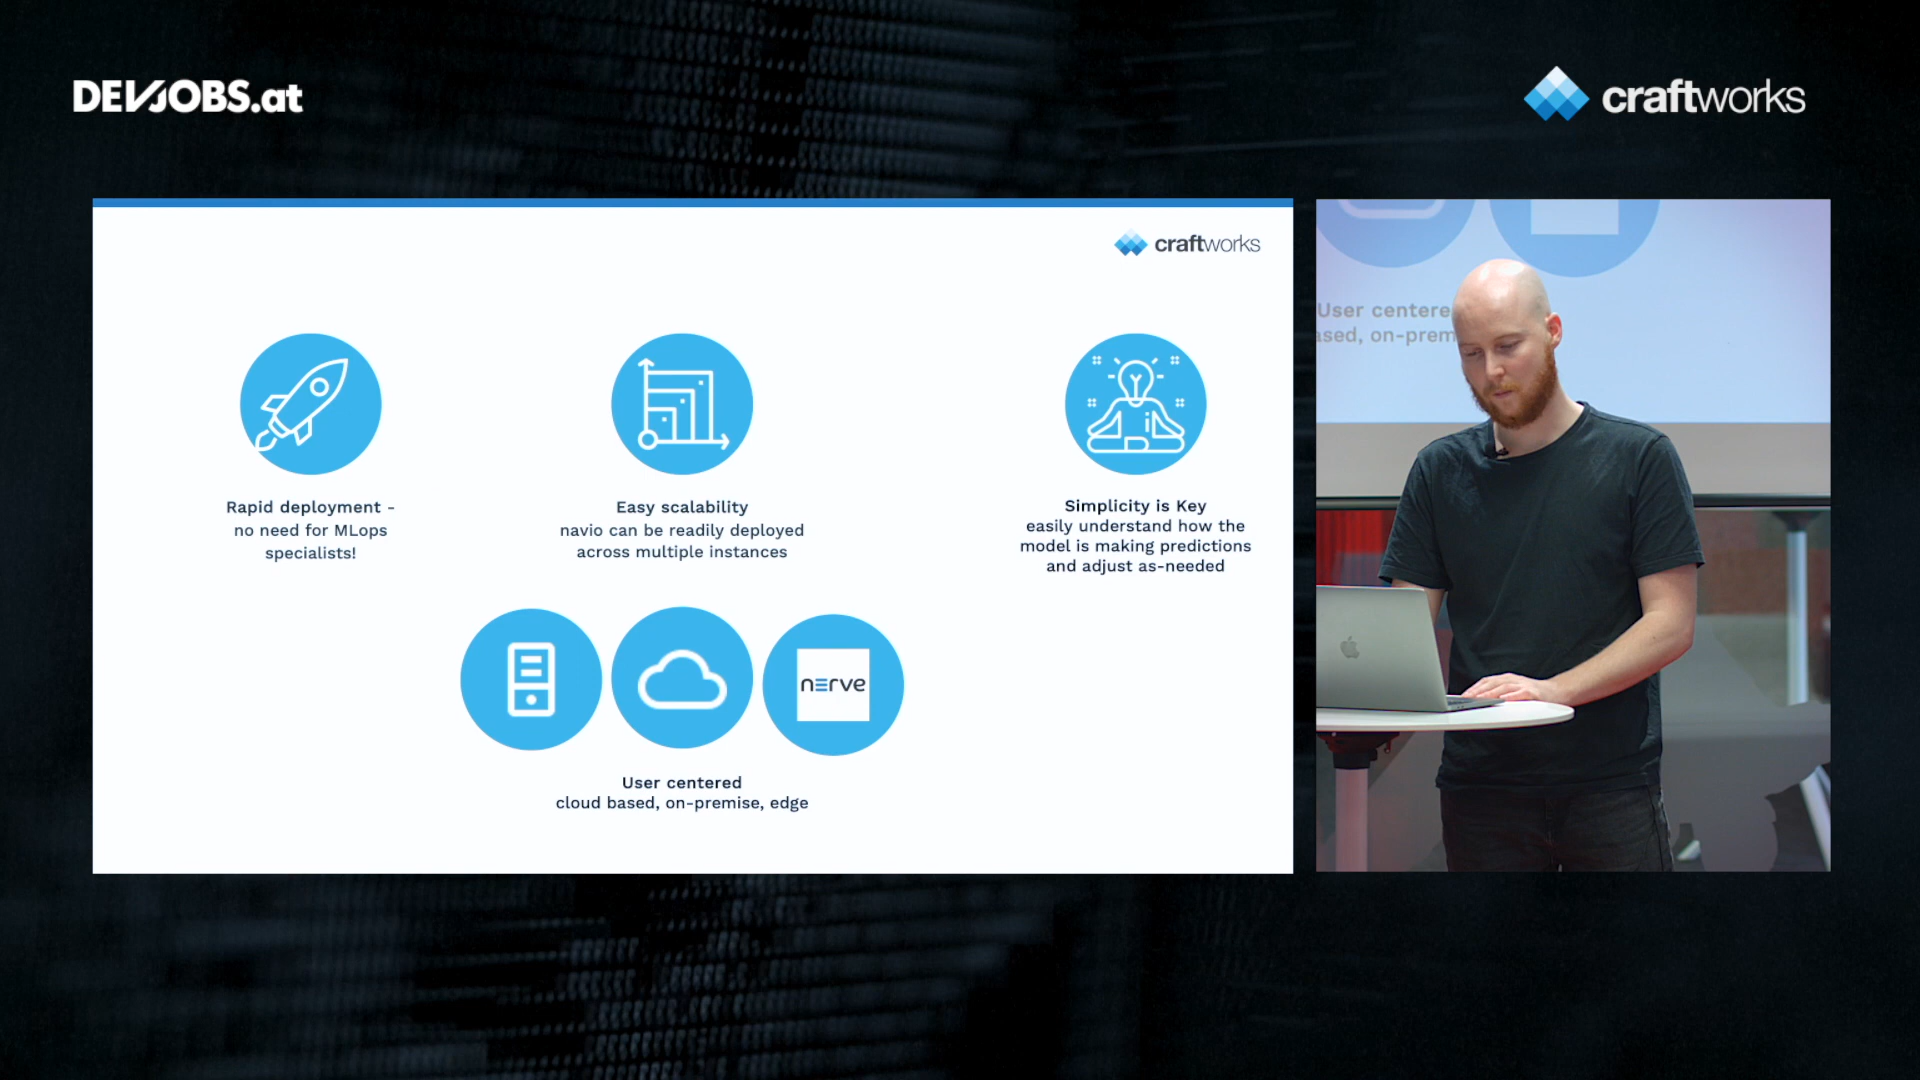 DEVJOBS.at
craftworks
craftworks
Rapid deployment -
no need for MLops
specialists!
Easy scalability
navio can be readily deployed
across multiple instances
Simplicity is Key
easily understand how the
model is making predictions
and adjust as-needed
nerve
User centered
cloud based, on-premise, edge
User centere
ased, on-prem